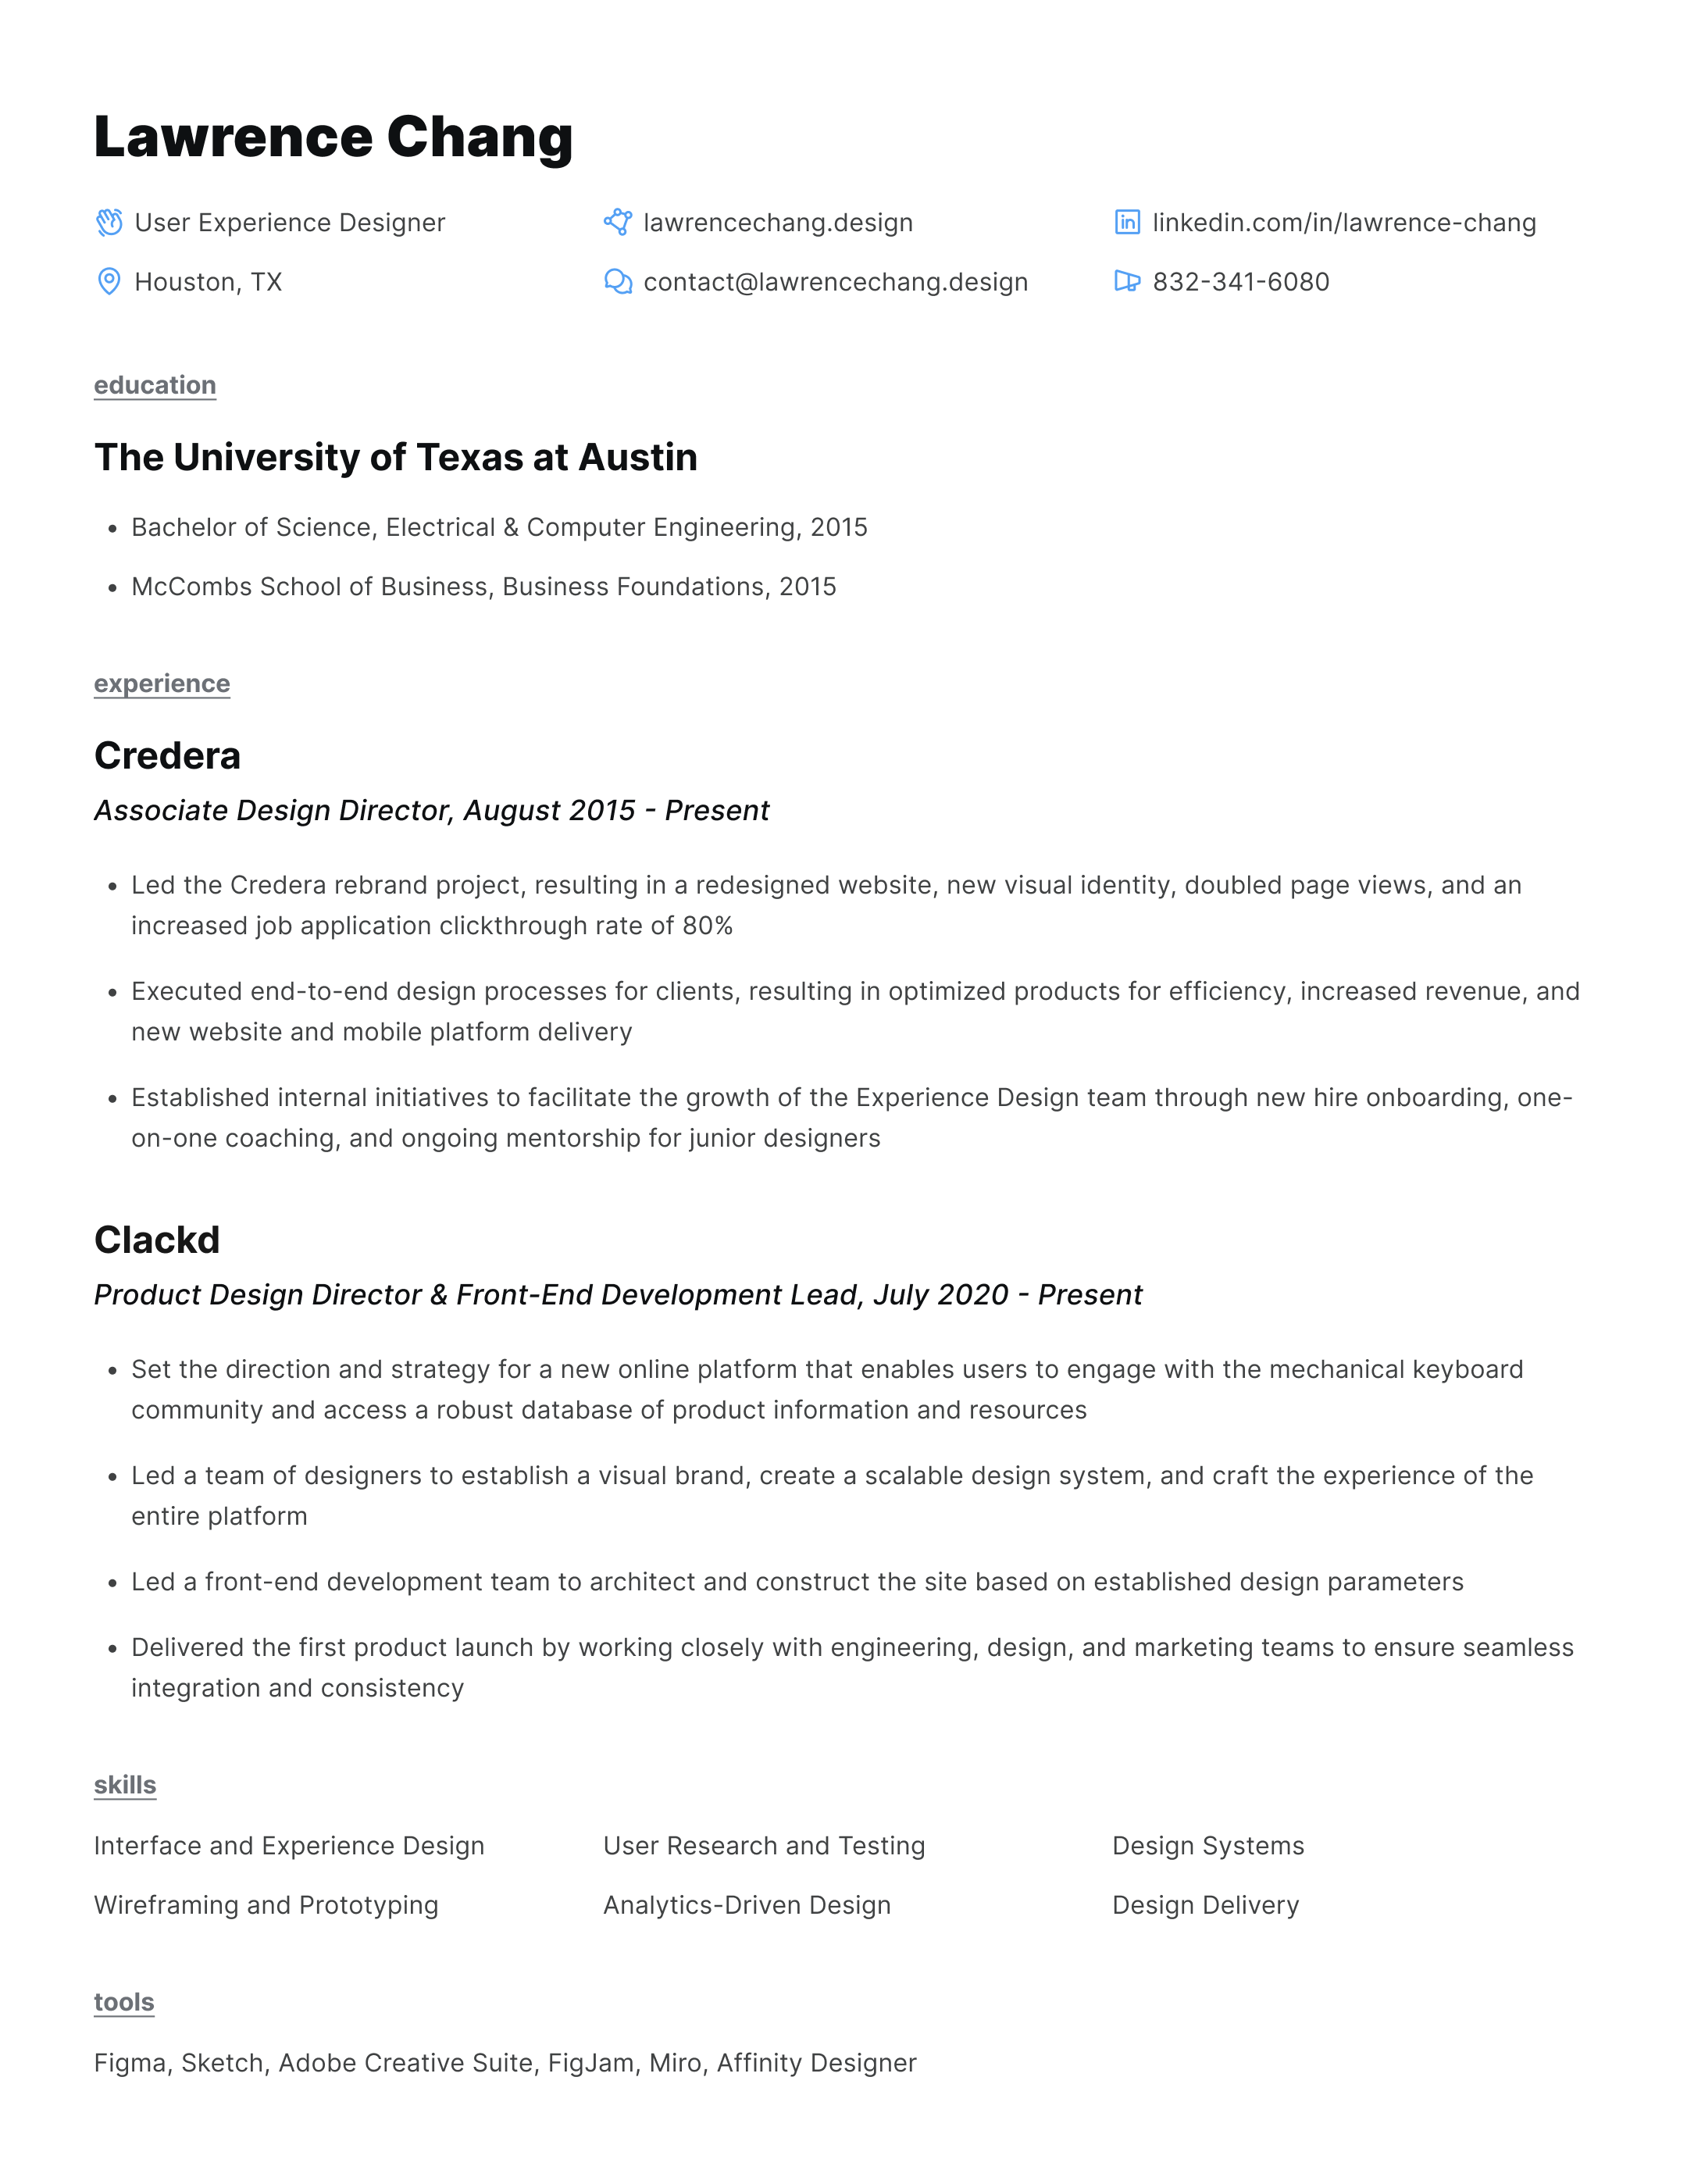 Lawrence Chang
User Experience Designer
lawrencechang.design
linkedin.com/in/lawrence-chang
Houston, TX
contact@lawrencechang.design
832-341-6080
education
The University of Texas at Austin
• Bachelor of Science, Electrical & Computer Engineering, 2015
• McCombs School of Business, Business Foundations, 2015
experience
Credera
Associate Design Director, August 2015 - Present
• Led the Credera rebrand project, resulting in a redesigned website, new visual identity, doubled page views, and an
increased job application clickthrough rate of 80%
• Executed end-to-end design processes for clients, resulting in optimized products for efficiency, increased revenue, and
new website and mobile platform delivery
• Established internal initiatives to facilitate the growth of the Experience Design team through new hire onboarding, one-
on-one coaching, and ongoing mentorship for junior designers
Clackd
Product Design Director & Front-End Development Lead, July 2020 - Present
• Set the direction and strategy for a new online platform that enables users to engage with the mechanical keyboard
community and access a robust database of product information and resources
• Led a team of designers to establish a visual brand, create a scalable design system, and craft the experience of the
entire platform
• Led a front-end development team to architect and construct the site based on established design parameters
• Delivered the first product launch by working closely with engineering, design, and marketing teams to ensure seamless
integration and consistency
skills
Interface and Experience Design
User Research and Testing
Design Systems
Wireframing and Prototyping
Analytics-Driven Design
Design Delivery
tools
Figma, Sketch, Adobe Creative Suite, FigJam, Miro, Affinity Designer